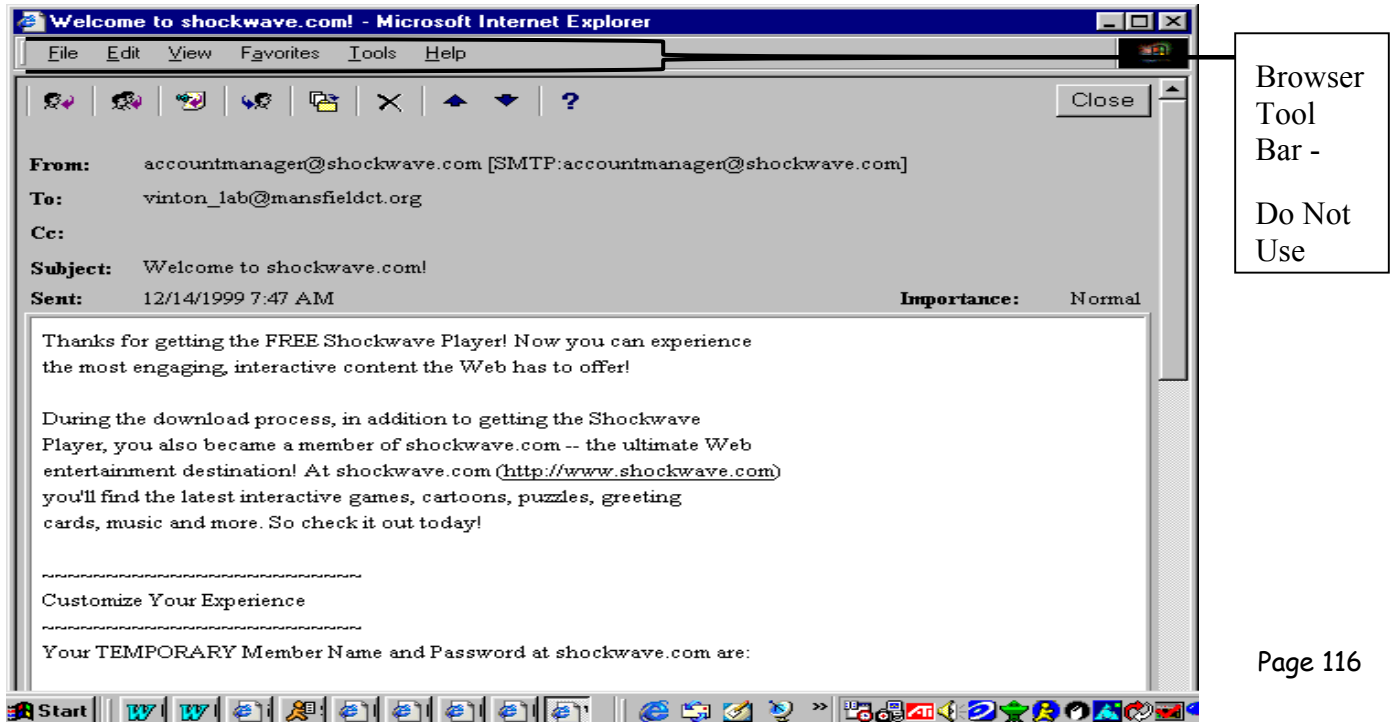 Welcome to shockwave.com! - Microsoft Internet Explorer
File Edit View Favorites Tools Help
Close
From: accountmanager@shockwave.com [SMTP:accountmanager@shockwave.com]
To: vinton_lab@mansfieldct.org
Cc:
Subject: Welcome to shockwave.com!
Sent: 12/14/1999 7:47 AM Importance: Normal
Thanks for getting the FREE Shockwave Player! Now you can experience
the most engaging, interactive content the Web has to offer!
During the download process, in addition to getting the Shockwave
Player, you also became a member of shockwave.com -- the ultimate Web
entertainment destination! At shockwave.com (http://www.shockwave.com)
you'll find the latest interactive games, cartoons, puzzles, greeting
cards, music and more. So check it out today!
~~~~~~~~~~~~~~~~~~~~~~~~~
Customize Your Experience
~~~~~~~~~~~~~~~~~~~~~~~~~
Your TEMPORARY Member Name and Password at shockwave.com are:
Start
Browser
Tool
Bar -
Do Not
Use
Page 116